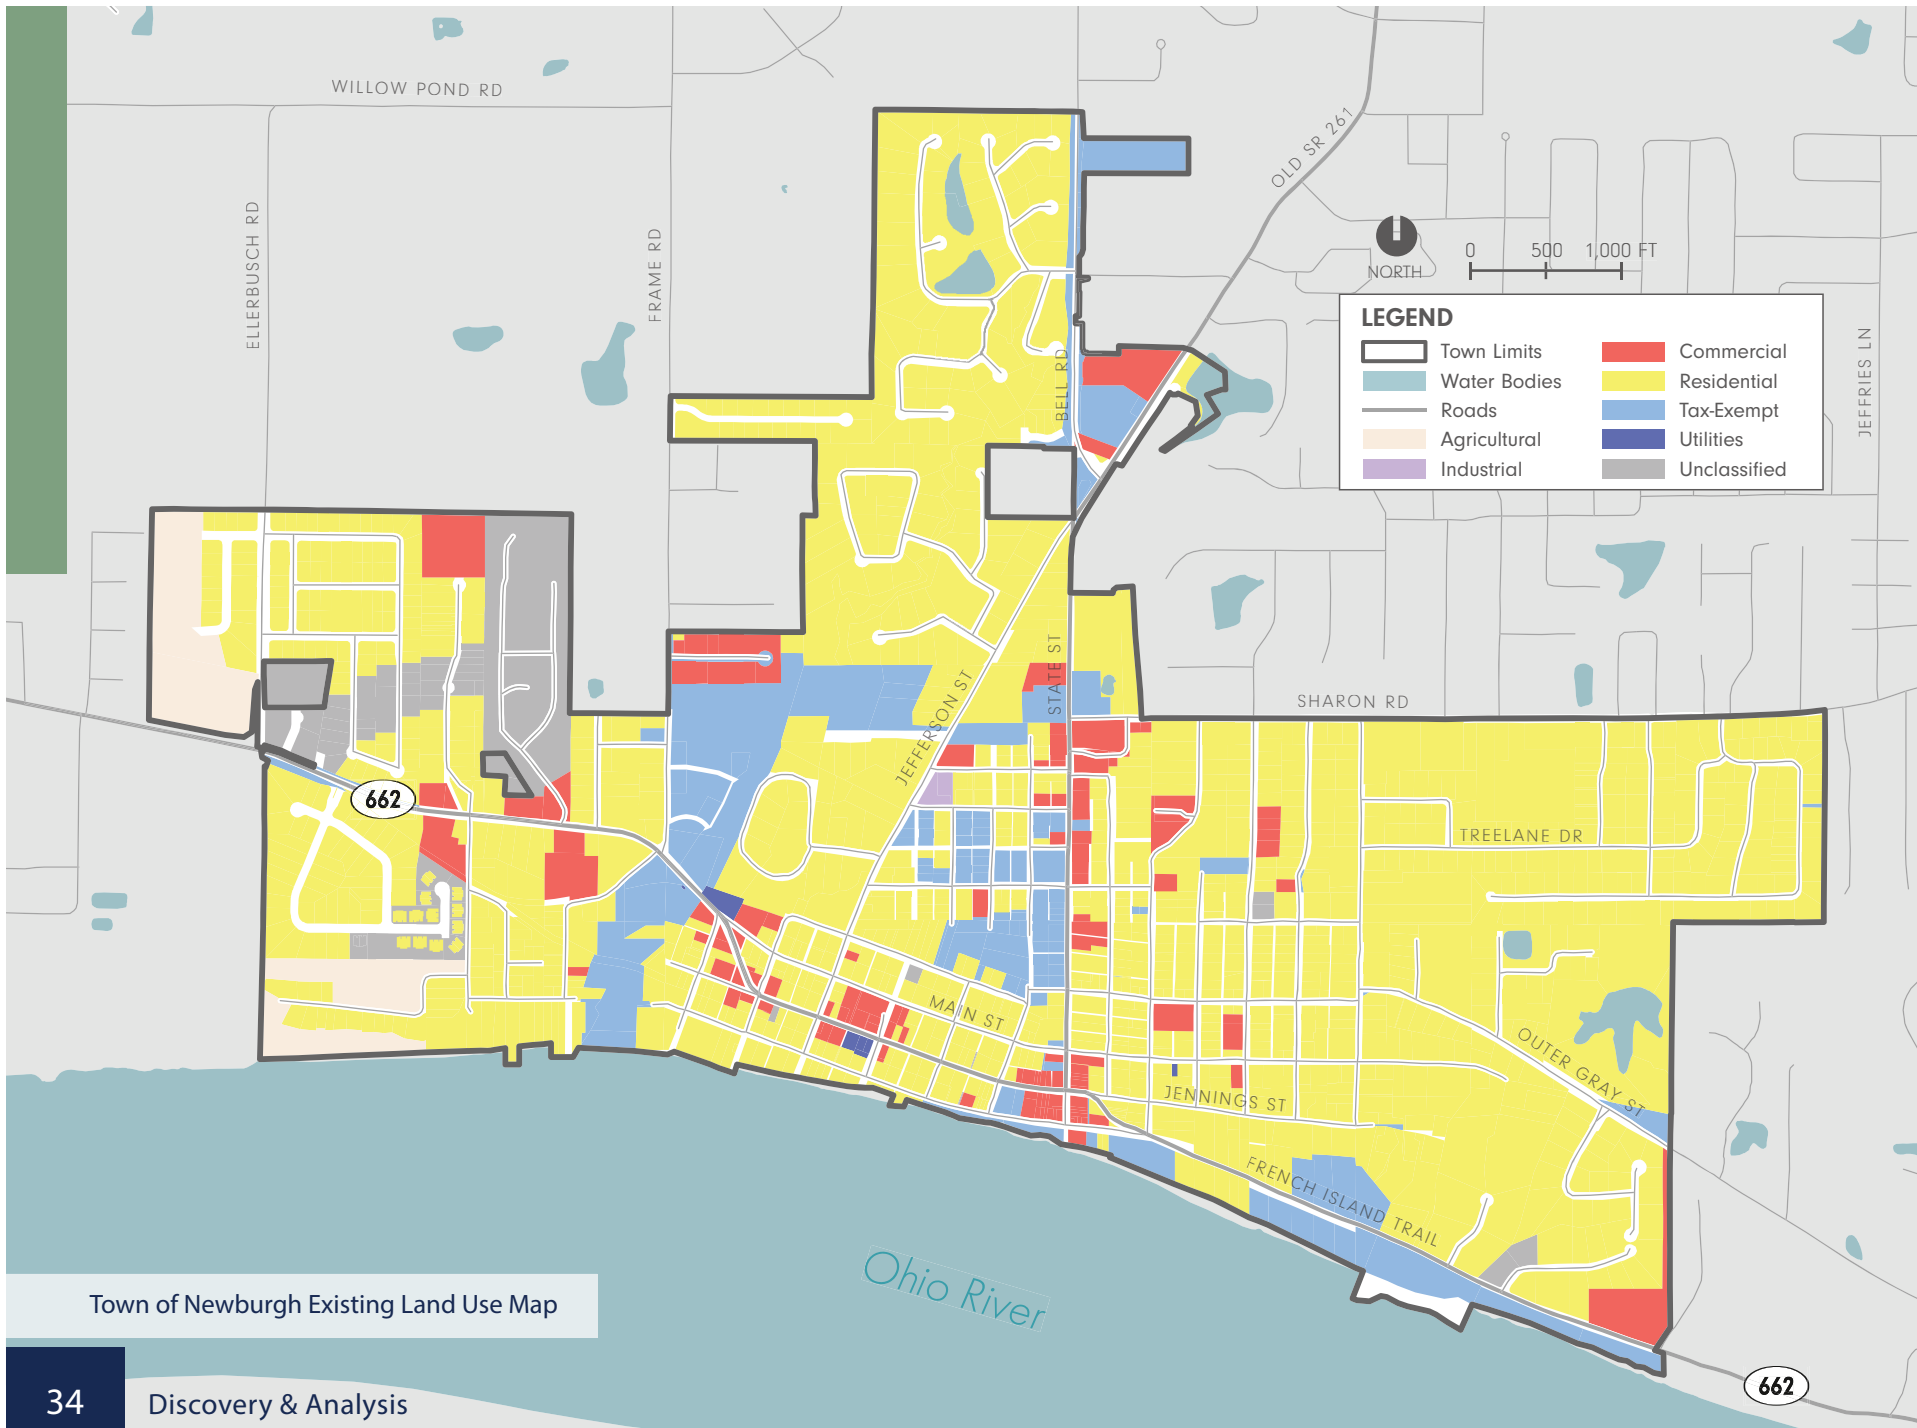 WILLOW POND RD
ELLERBUSCH RD
FRAME RD
OLD SR 261
NORTH
0 500 1,000 FT
LEGEND
Town Limits
Water Bodies
Roads
Agricultural
Industrial
Commercial
Residential
Tax-Exempt
Utilities
Unclassified
JEFFRIES LN
BELL RD
STATE ST
JEFFERSON ST
SHARON RD
662
TREELANE DR
MAIN ST
OUTER GRAY ST
JENNINGS ST
FRENCH ISLAND TRAIL
Ohio River
Town of Newburgh Existing Land Use Map
662
34
Discovery & Analysis